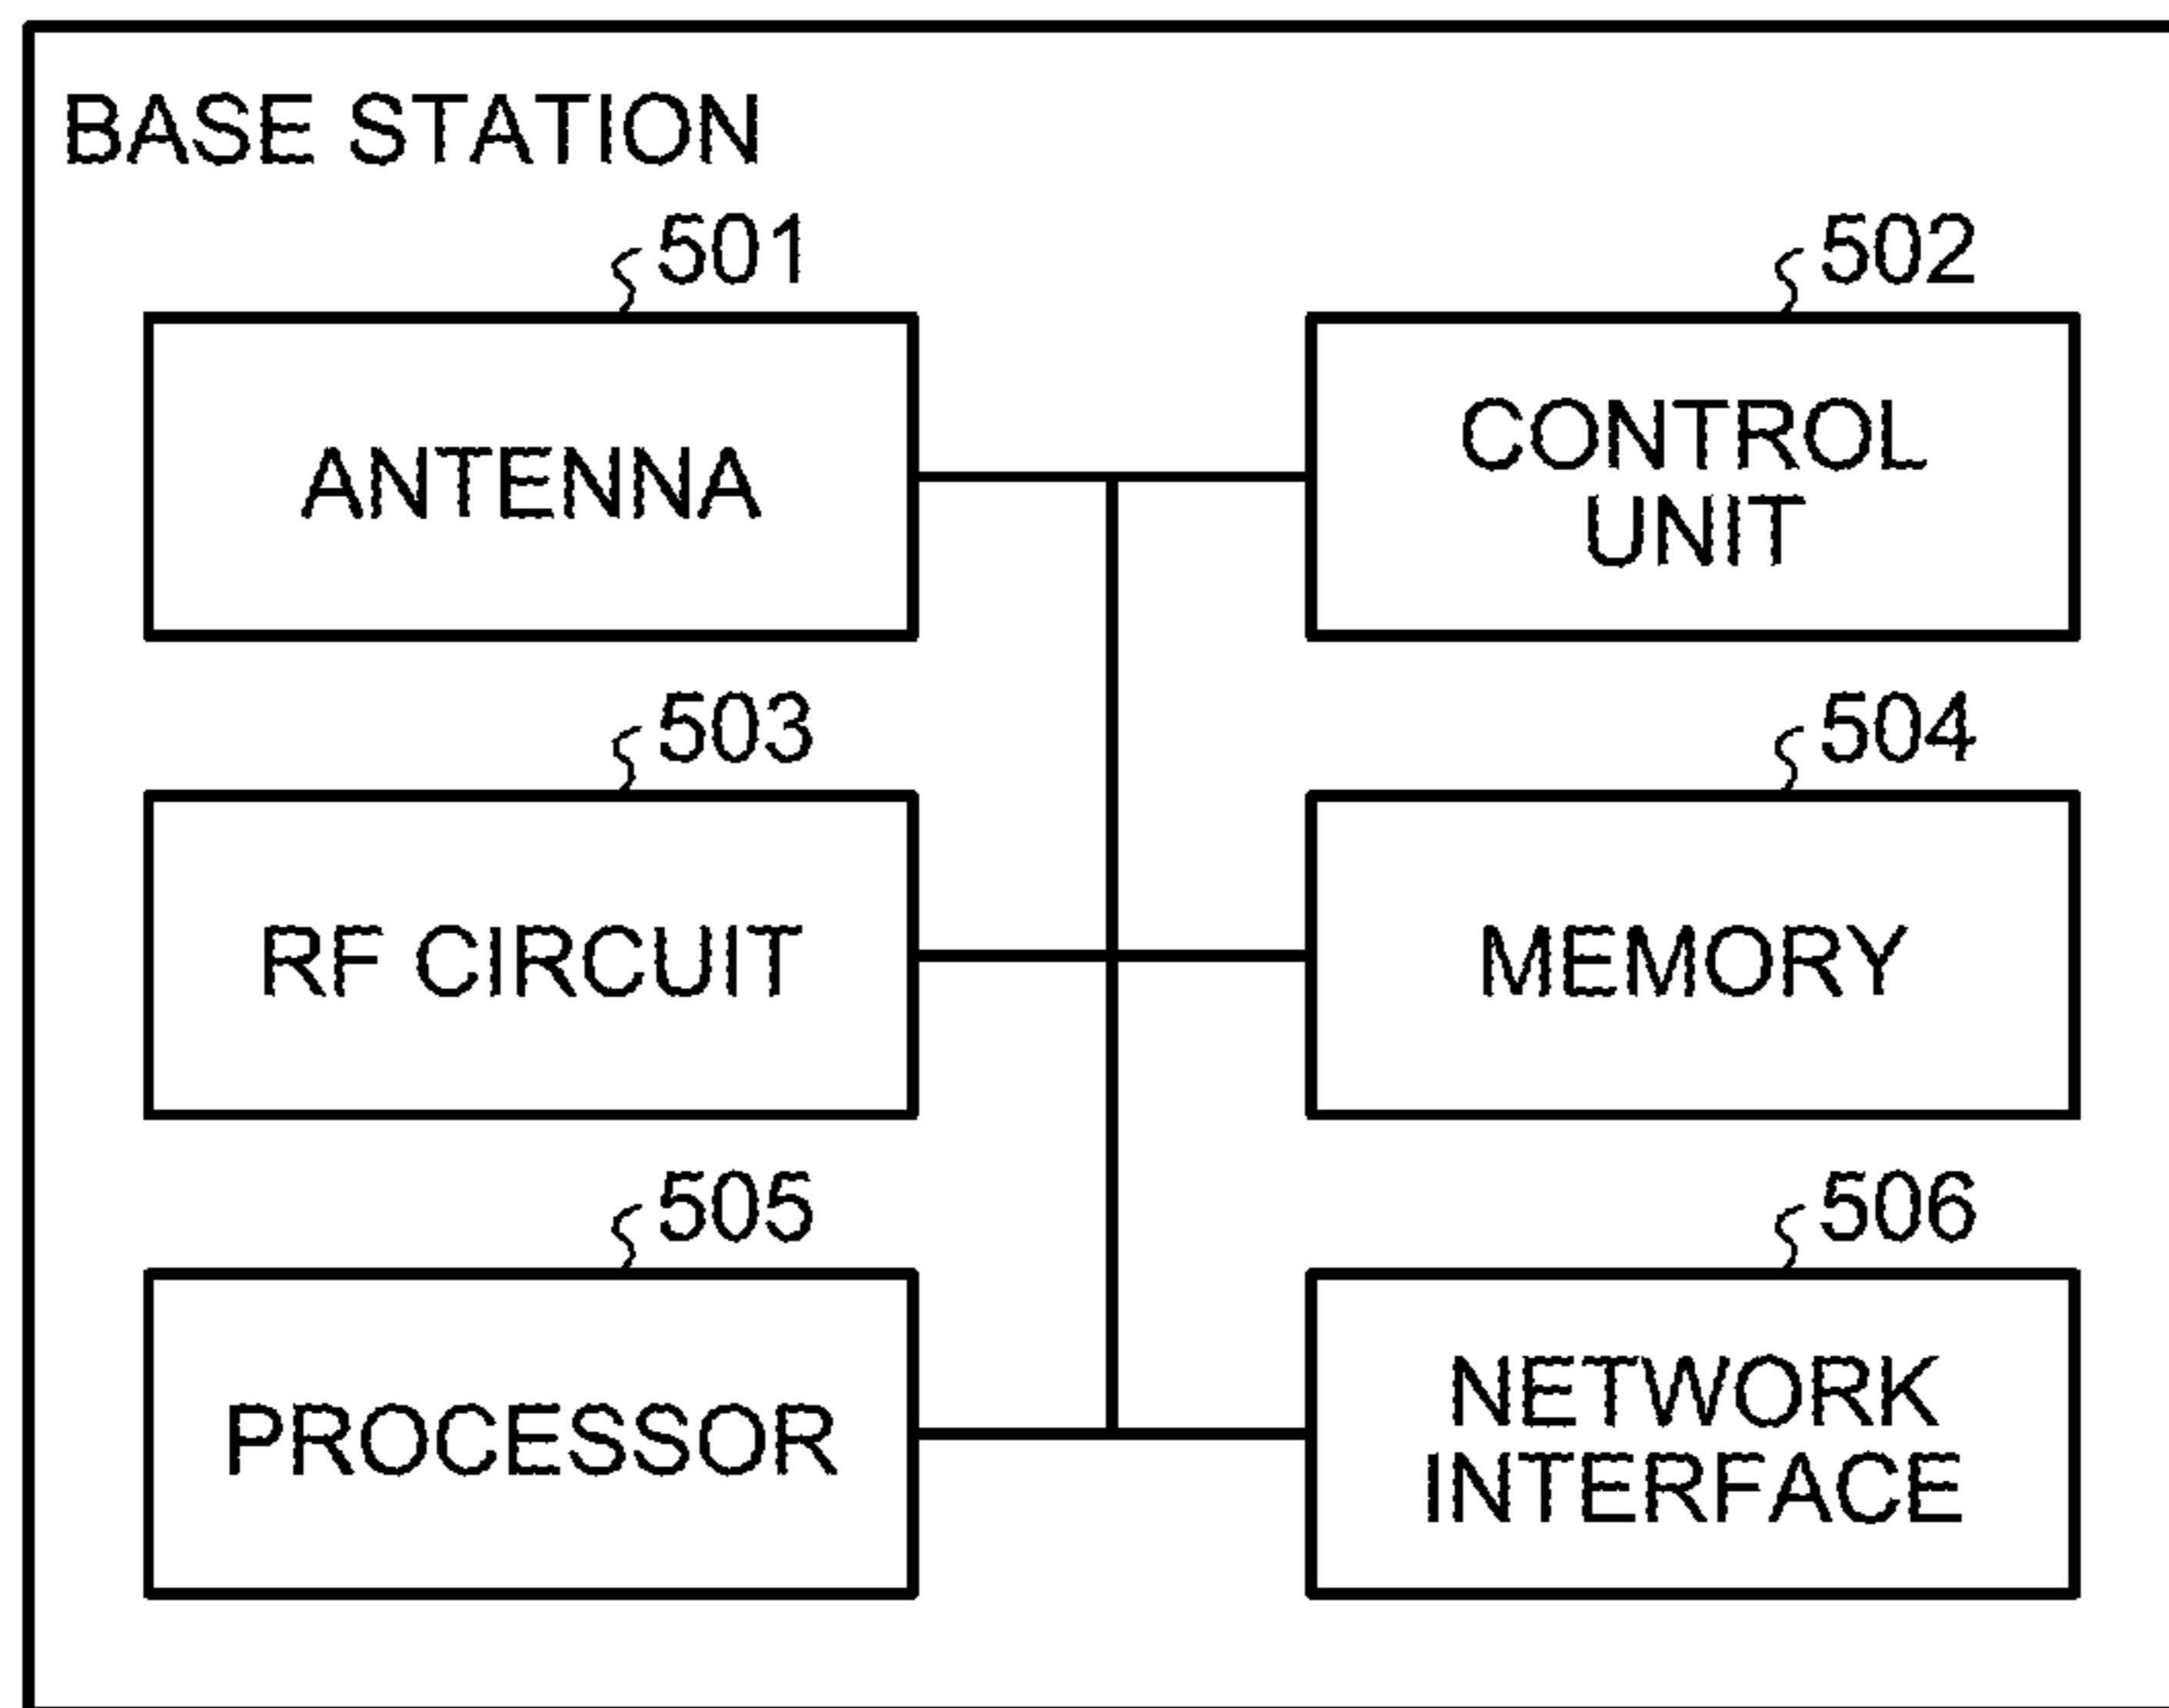 BASE STATION
501
502
ANTENNA
CONTROL
UNIT
503
504
RF CIRCUIT
MEMORY
505
506
PROCESSOR
NETWORK
INTERFACE